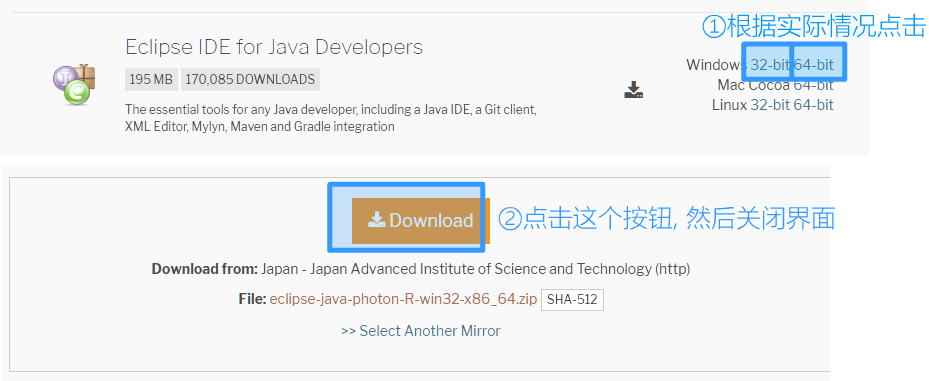 ①根据实际情况点击
Eclipse IDE for Java Developers
195 MB 170,085 DOWNLOADS
The essential tools for any Java developer, including a Java IDE, a Git client,
XML Editor, Mylyn, Maven and Gradle integration
Windows 32-bit 64-bit
Mac Cocoa 64-bit
Linux 32-bit 64-bit
Download
②点击这个按钮, 然后关闭界面
Download from: Japan - Japan Advanced Institute of Science and Technology (http)
File: eclipse-java-photon-R-win32-x86_64.zip SHA-512
>> Select Another Mirror